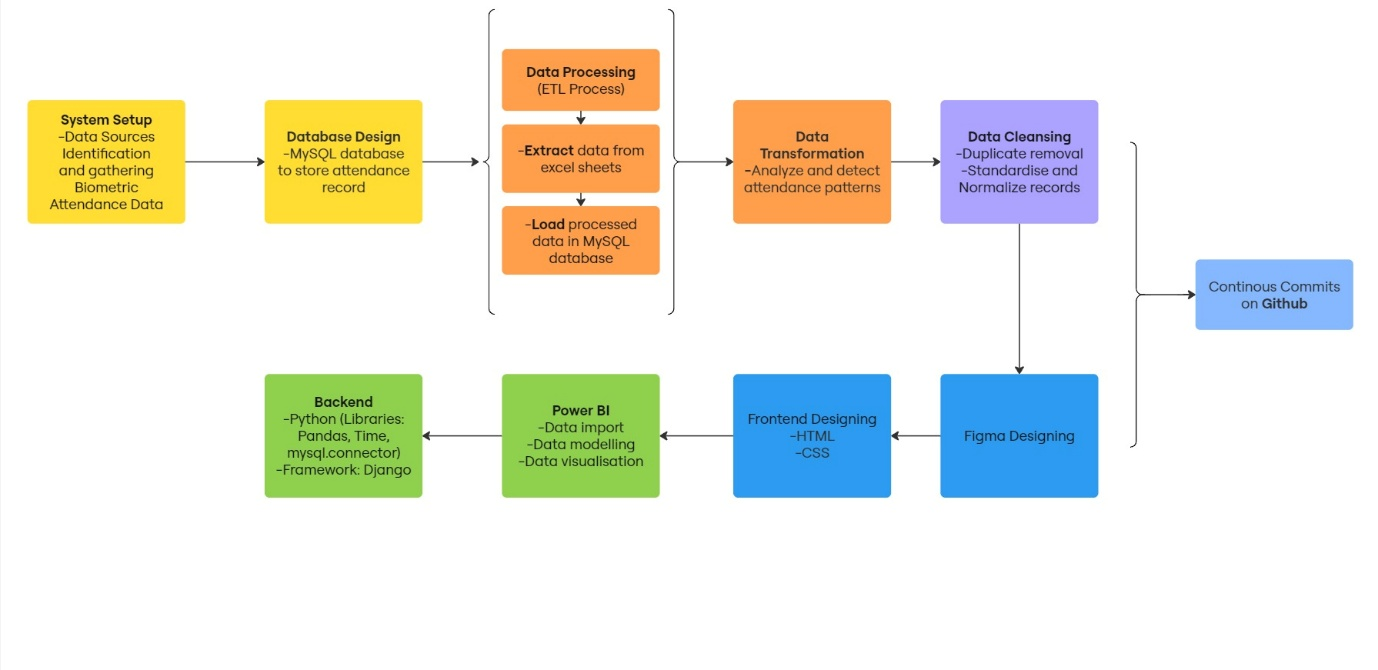 System Setup
-Data Sources
Identification
and gathering
Biometric
Attendance Data
Database Design
-MySQL database
to store attendance
record
Data Processing
(ETL Process)
-Extract data from
excel sheets
-Load processed
data in MySQL
database
Data
Transformation
-Analyze and detect
attendance patterns
Data Cleansing
-Duplicate removal
-Standardise and
Normalize records
Continous Commits
on Github
Figma Designing
Frontend Designing
-HTML
-CSS
Power BI
-Data import
-Data modelling
-Data visualisation
Backend
-Python (Libraries:
Pandas, Time,
mysql.connector)
-Framework: Django